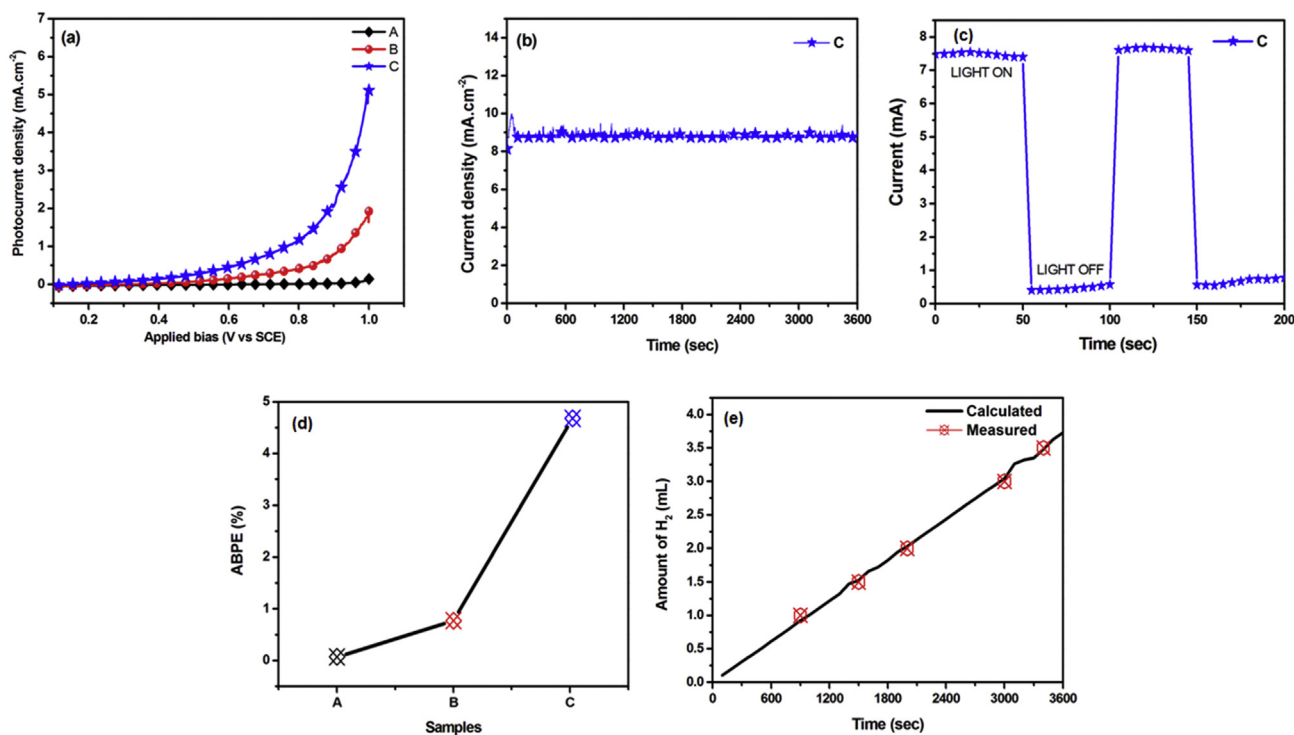 (a)
A
B
C
7
6
5
4
3
2
1
0
Photocurrent density (mA.cm⁻²)
0.2 0.4 0.6 0.8 1.0
Applied bias (V vs SCE)
(b)
C
14
12
10
8
6
4
2
0
Current density (mA.cm⁻²)
0 600 1200 1800 2400 3000 3600
Time (sec)
(c)
C
LIGHT ON
LIGHT OFF
8
7
6
5
4
3
2
1
0
Current (mA)
0 50 100 150 200
Time (sec)
(d)
5
4
3
2
1
0
ABPE (%)
A B C
Samples
(e)
Calculated
Measured
4.0
3.5
3.0
2.5
2.0
1.5
1.0
0.5
0.0
Amount of H₂ (mL)
600 1200 1800 2400 3000 3600
Time (sec)